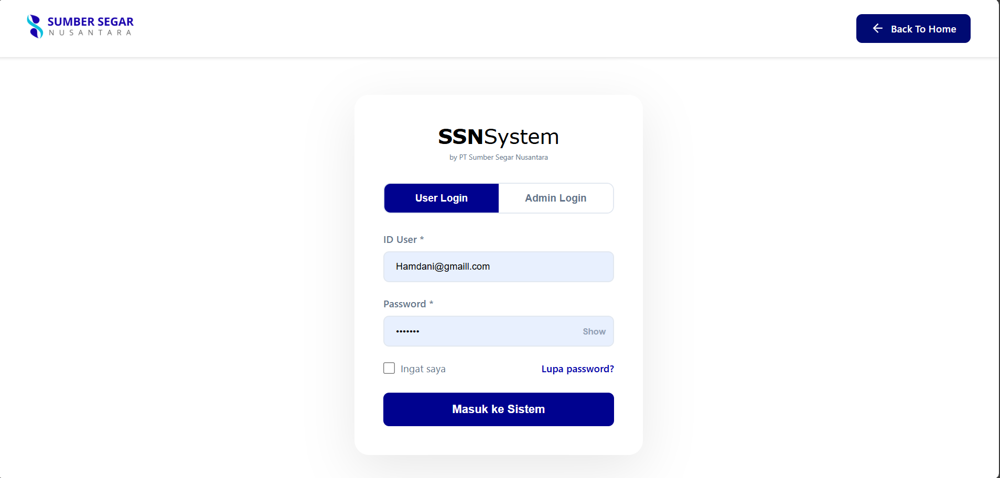 SUMBER SEGAR
NUSANTARA
Back To Home
SSNSystem
by PT Sumber Segar Nusantara
User Login
Admin Login
ID User *
Hamdani@gmaill.com
Password *
•••••••
Show
Ingat saya
Lupa password?
Masuk ke Sistem